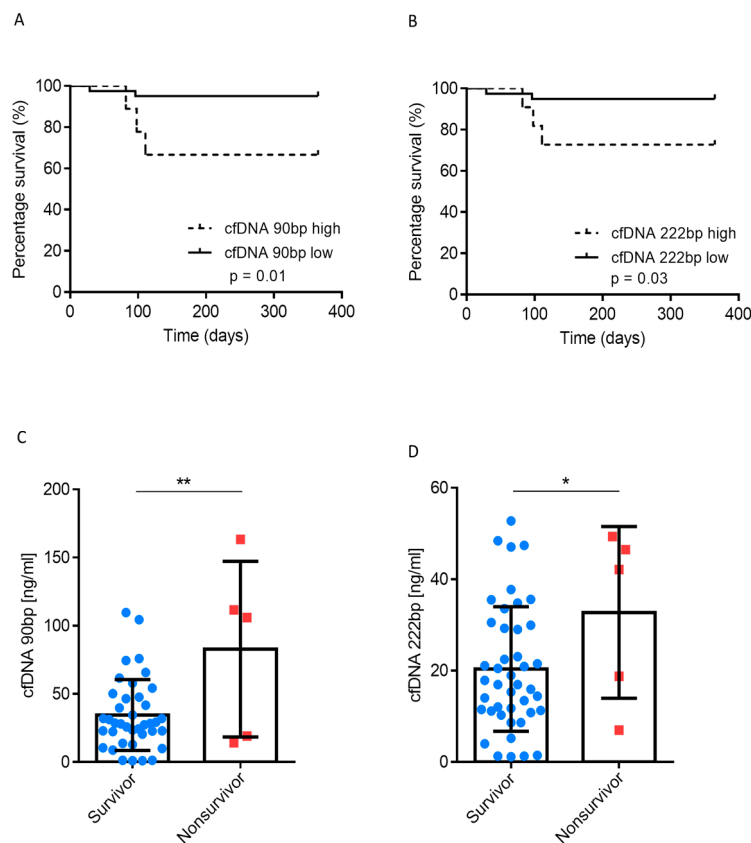 A
B
100
80
60
40
20
0
Percentage survival (%)
cfDNA 90bp high
cfDNA 90bp low
p = 0.01
0 100 200 300 400
Time (days)
100
80
60
40
20
0
Percentage survival (%)
cfDNA 222bp high
cfDNA 222bp low
p = 0.03
0 100 200 300 400
Time (days)
C
D
**
200
150
100
50
0
cfDNA 90bp [ng/ml]
Survivor
Nonsurvivor
*
60
40
20
0
cfDNA 222bp [ng/ml]
Survivor
Nonsurvivor